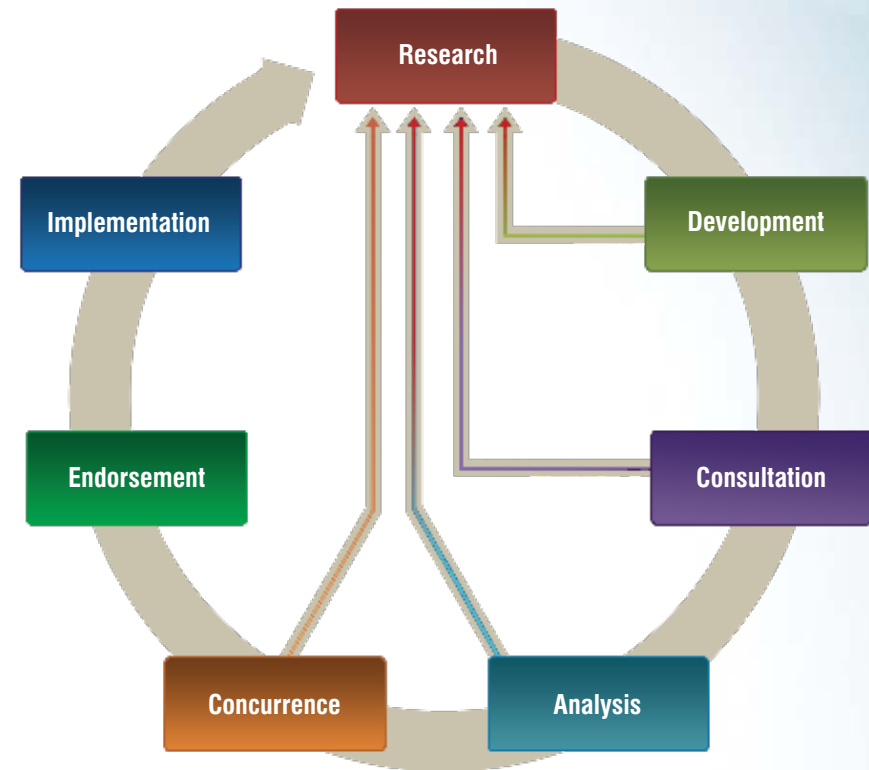 Research
Implementation
Development
Endorsement
Consultation
Concurrence
Analysis